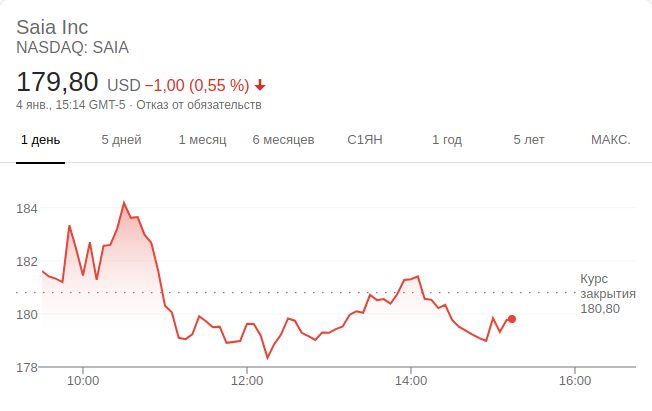 Saia Inc
NASDAQ: SAIA
179,80 USD −1,00 (0,55 %)
4 янв., 15:14 GMT-5 · Отказ от обязательств
1 день 5 дней 1 месяц 6 месяцев С1ЯН 1 год 5 лет МАКС.
184
182
180
178
Курс
закрытия
180,80
10:00 12:00 14:00 16:00